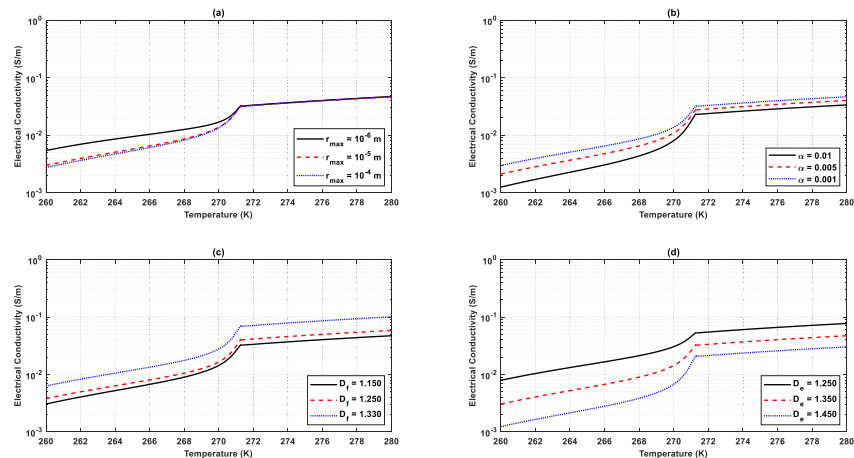 (a)
Electrical Conductivity (S/m)
10^0
10^-1
10^-2
10^-3
r_max = 10^-6 m
r_max = 10^-5 m
r_max = 10^-4 m
260 262 264 266 268 270 272 274 276 278 280
Temperature (K)
(b)
Electrical Conductivity (S/m)
10^0
10^-1
10^-2
10^-3
α = 0.01
α = 0.005
α = 0.001
260 262 264 266 268 270 272 274 276 278 280
Temperature (K)
(c)
Electrical Conductivity (S/m)
10^0
10^-1
10^-2
10^-3
D_f = 1.150
D_f = 1.250
D_f = 1.330
260 262 264 266 268 270 272 274 276 278 280
Temperature (K)
(d)
Electrical Conductivity (S/m)
10^0
10^-1
10^-2
10^-3
D_e = 1.250
D_e = 1.350
D_e = 1.450
260 262 264 266 268 270 272 274 276 278 280
Temperature (K)